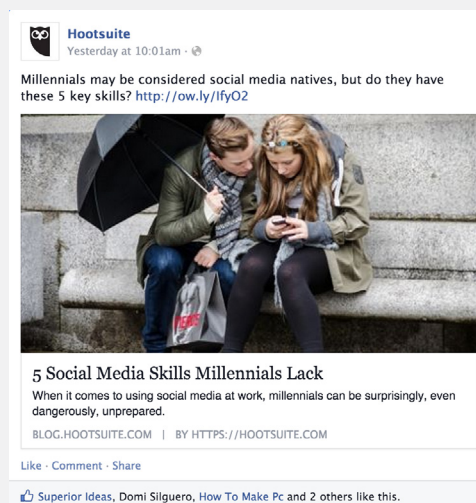 Hootsuite
Yesterday at 10:01am ·
Millennials may be considered social media natives, but do they have
these 5 key skills? http://ow.ly/IfyO2
5 Social Media Skills Millennials Lack
When it comes to using social media at work, millennials can be surprisingly, even
dangerously, unprepared.
BLOG.HOOTSUITE.COM | BY HTTPS://HOOTSUITE.COM
Like · Comment · Share
Superior Ideas, Domi Silguero, How To Make Pc and 2 others like this.